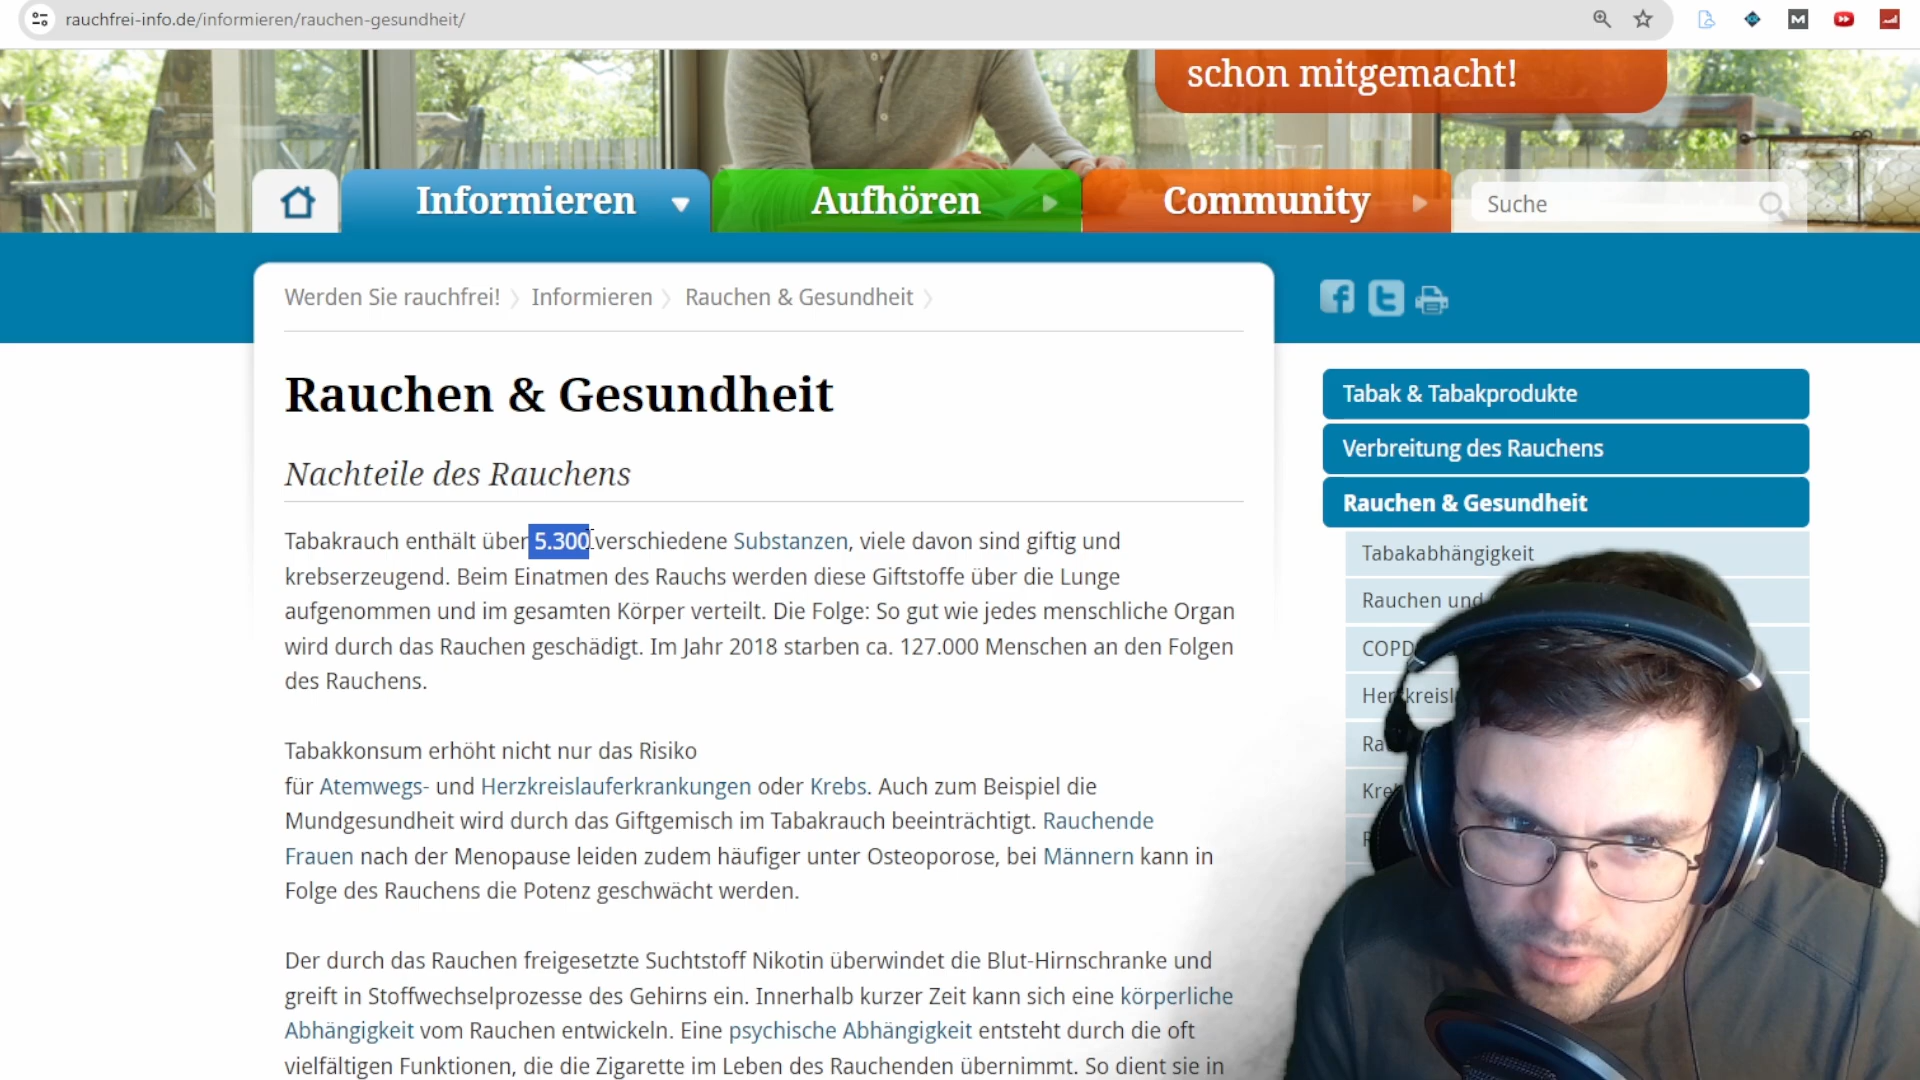 rauchfrei-info.de/informieren/rauchen-gesundheit/
schon mitgemacht!
Informieren
Aufhören
Community
Suche
Werden Sie rauchfrei!
Informieren
Rauchen & Gesundheit
Rauchen & Gesundheit
Nachteile des Rauchens
Tabakrauch enthält über 5.300 verschiedene Substanzen, viele davon sind giftig und
krebserzeugend. Beim Einatmen des Rauchs werden diese Giftstoffe über die Lunge
aufgenommen und im gesamten Körper verteilt. Die Folge: So gut wie jedes menschliche Organ
wird durch das Rauchen geschädigt. Im Jahr 2018 starben ca. 127.000 Menschen an den Folgen
des Rauchens.
Tabakkonsum erhöht nicht nur das Risiko
für Atemwegs- und Herzkreislauferkrankungen oder Krebs. Auch zum Beispiel die
Mundgesundheit wird durch das Giftgemisch im Tabakrauch beeinträchtigt. Rauchende
Frauen nach der Menopause leiden zudem häufiger unter Osteoporose, bei Männern kann in
Folge des Rauchens die Potenz geschwächt werden.
Der durch das Rauchen freigesetzte Suchtstoff Nikotin überwindet die Blut-Hirnschranke und
greift in Stoffwechselprozesse des Gehirns ein. Innerhalb kurzer Zeit kann sich eine körperliche
Abhängigkeit vom Rauchen entwickeln. Eine psychische Abhängigkeit entsteht durch die oft
vielfältigen Funktionen, die die Zigarette im Leben des Rauchenden übernimmt. So dient sie in
Tabak & Tabakprodukte
Verbreitung des Rauchens
Rauchen & Gesundheit
Tabakabhängigkeit
Rauchen und
COPD